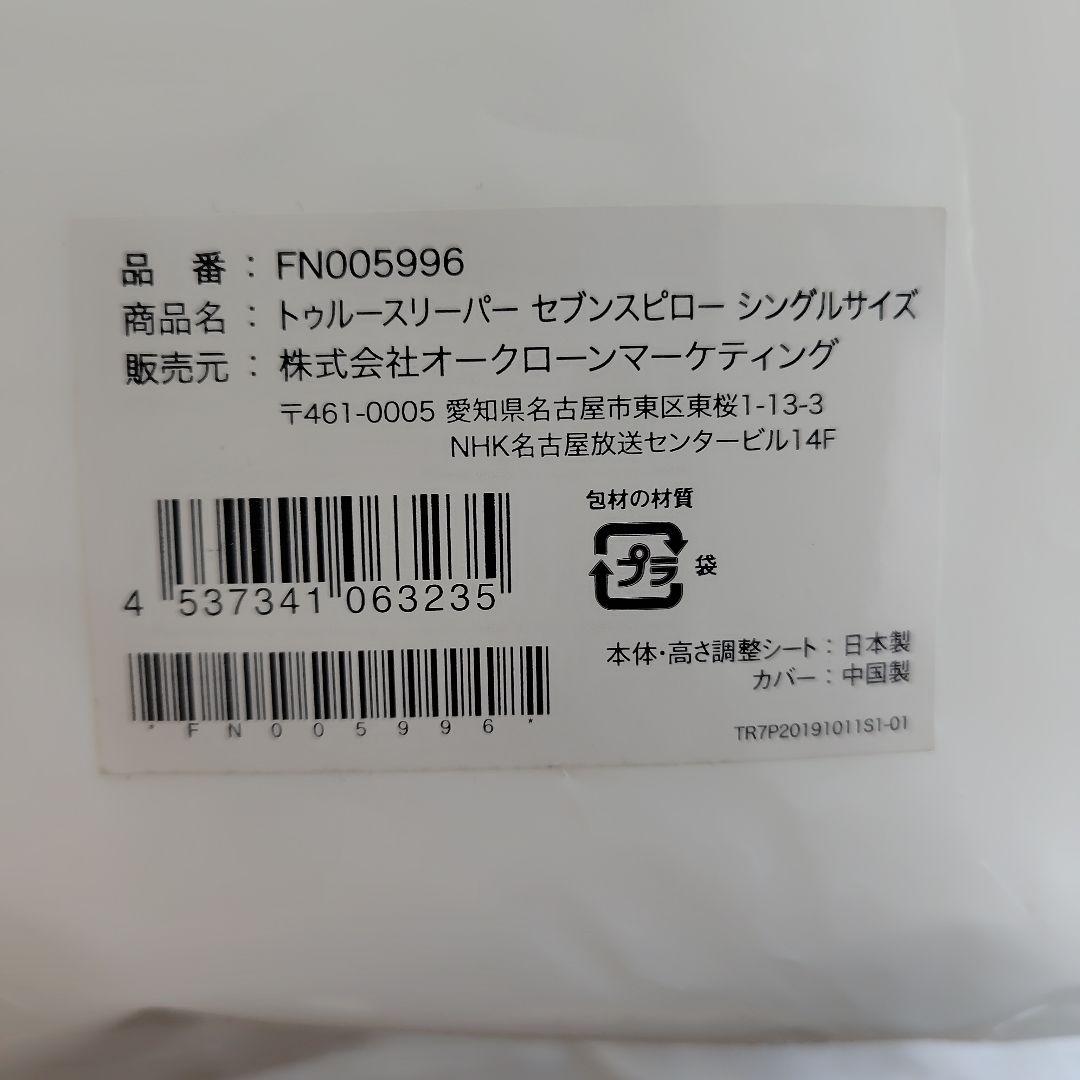 品　番 : FN005996
商品名 : トゥルースリーパー セブンスピロー シングルサイズ
販売元 : 株式会社オークローンマーケティング
〒461-0005 愛知県名古屋市東区東桜1-13-3
NHK名古屋放送センタービル14F
包材の材質
プラ 袋
4 537341 063235
本体・高さ調整シート : 日本製
カバー : 中国製
*FN005996*
TR7P20191011S1-01